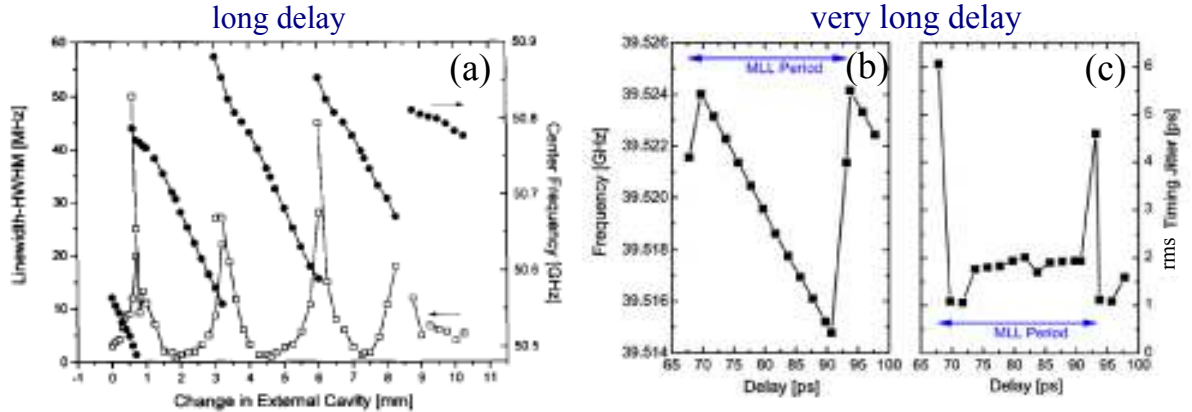 long delay
very long delay
(a)
60
50
40
30
20
10
0
Linewidth-HWHM [MHz]
50.9
50.8
50.7
50.6
50.5
Center Frequency [GHz]
-1 0 1 2 3 4 5 6 7 8 9 10 11
Change in External Cavity [mm]
(b)
MLL Period
39.526
39.524
39.522
39.520
39.518
39.516
39.514
Frequency [GHz]
65 70 75 80 85 90 95 100
Delay [ps]
(c)
MLL Period
6
5
4
3
2
1
0
rms Timing Jitter [ps]
65 70 75 80 85 90 95 100
Delay [ps]